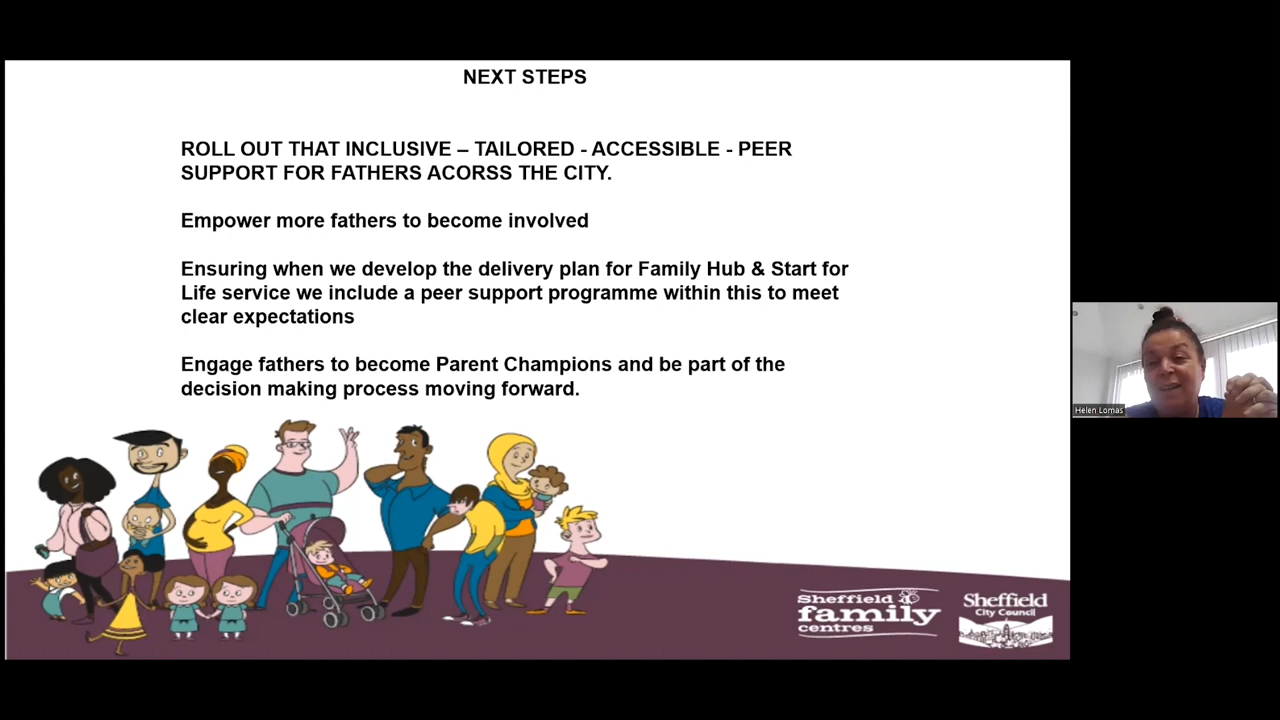 NEXT STEPS
ROLL OUT THAT INCLUSIVE – TAILORED - ACCESSIBLE - PEER
SUPPORT FOR FATHERS ACORSS THE CITY.
Empower more fathers to become involved
Ensuring when we develop the delivery plan for Family Hub & Start for
Life service we include a peer support programme within this to meet
clear expectations
Engage fathers to become Parent Champions and be part of the
decision making process moving forward.
Helen Lomas
Sheffield
family
centres
Sheffield
City Council